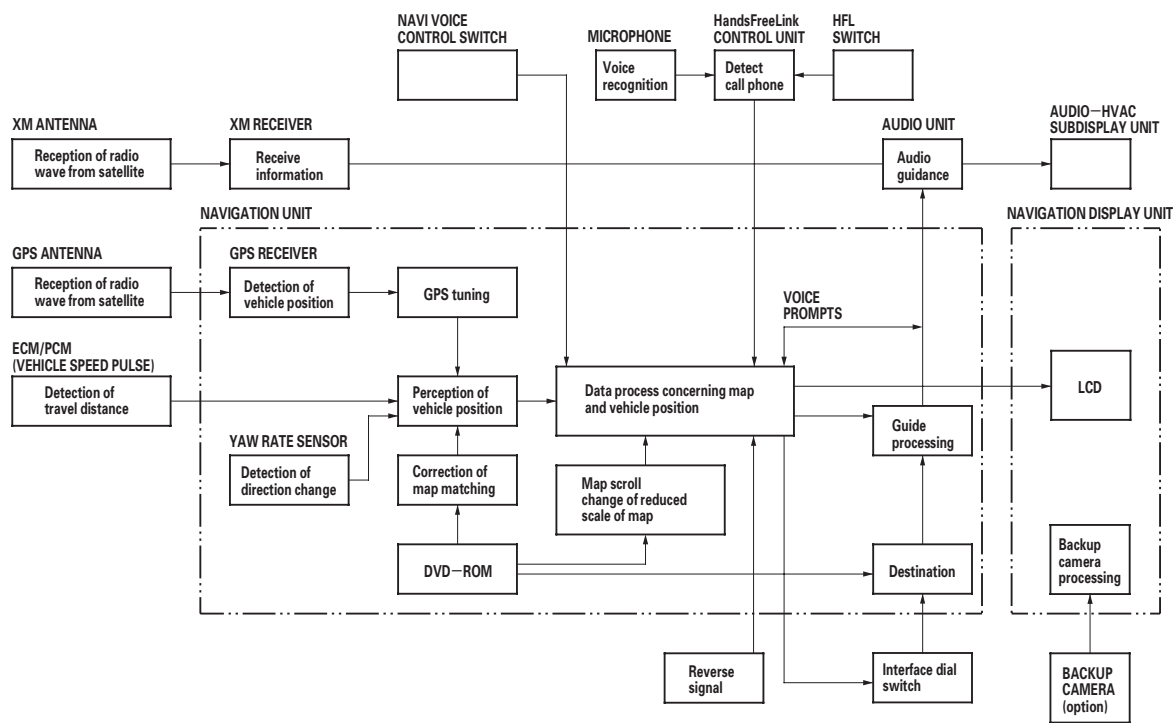 NAVI VOICE
CONTROL SWITCH
MICROPHONE
Voice
recognition
HandsFreeLink
CONTROL UNIT
Detect
call phone
HFL
SWITCH
XM ANTENNA
Reception of radio
wave from satellite
XM RECEIVER
Receive
information
AUDIO UNIT
Audio
guidance
AUDIO－HVAC
SUBDISPLAY UNIT
NAVIGATION UNIT
NAVIGATION DISPLAY UNIT
GPS ANTENNA
Reception of radio
wave from satellite
GPS RECEIVER
Detection of
vehicle position
GPS tuning
VOICE
PROMPTS
ECM/PCM
(VEHICLE SPEED PULSE)
Detection of
travel distance
Perception of
vehicle position
Data process concerning map
and vehicle position
LCD
Guide
processing
YAW RATE SENSOR
Detection of
direction change
Correction of
map matching
Map scroll
change of reduced
scale of map
DVD－ROM
Destination
Backup
camera
processing
Reverse
signal
Interface dial
switch
BACKUP
CAMERA
(option)